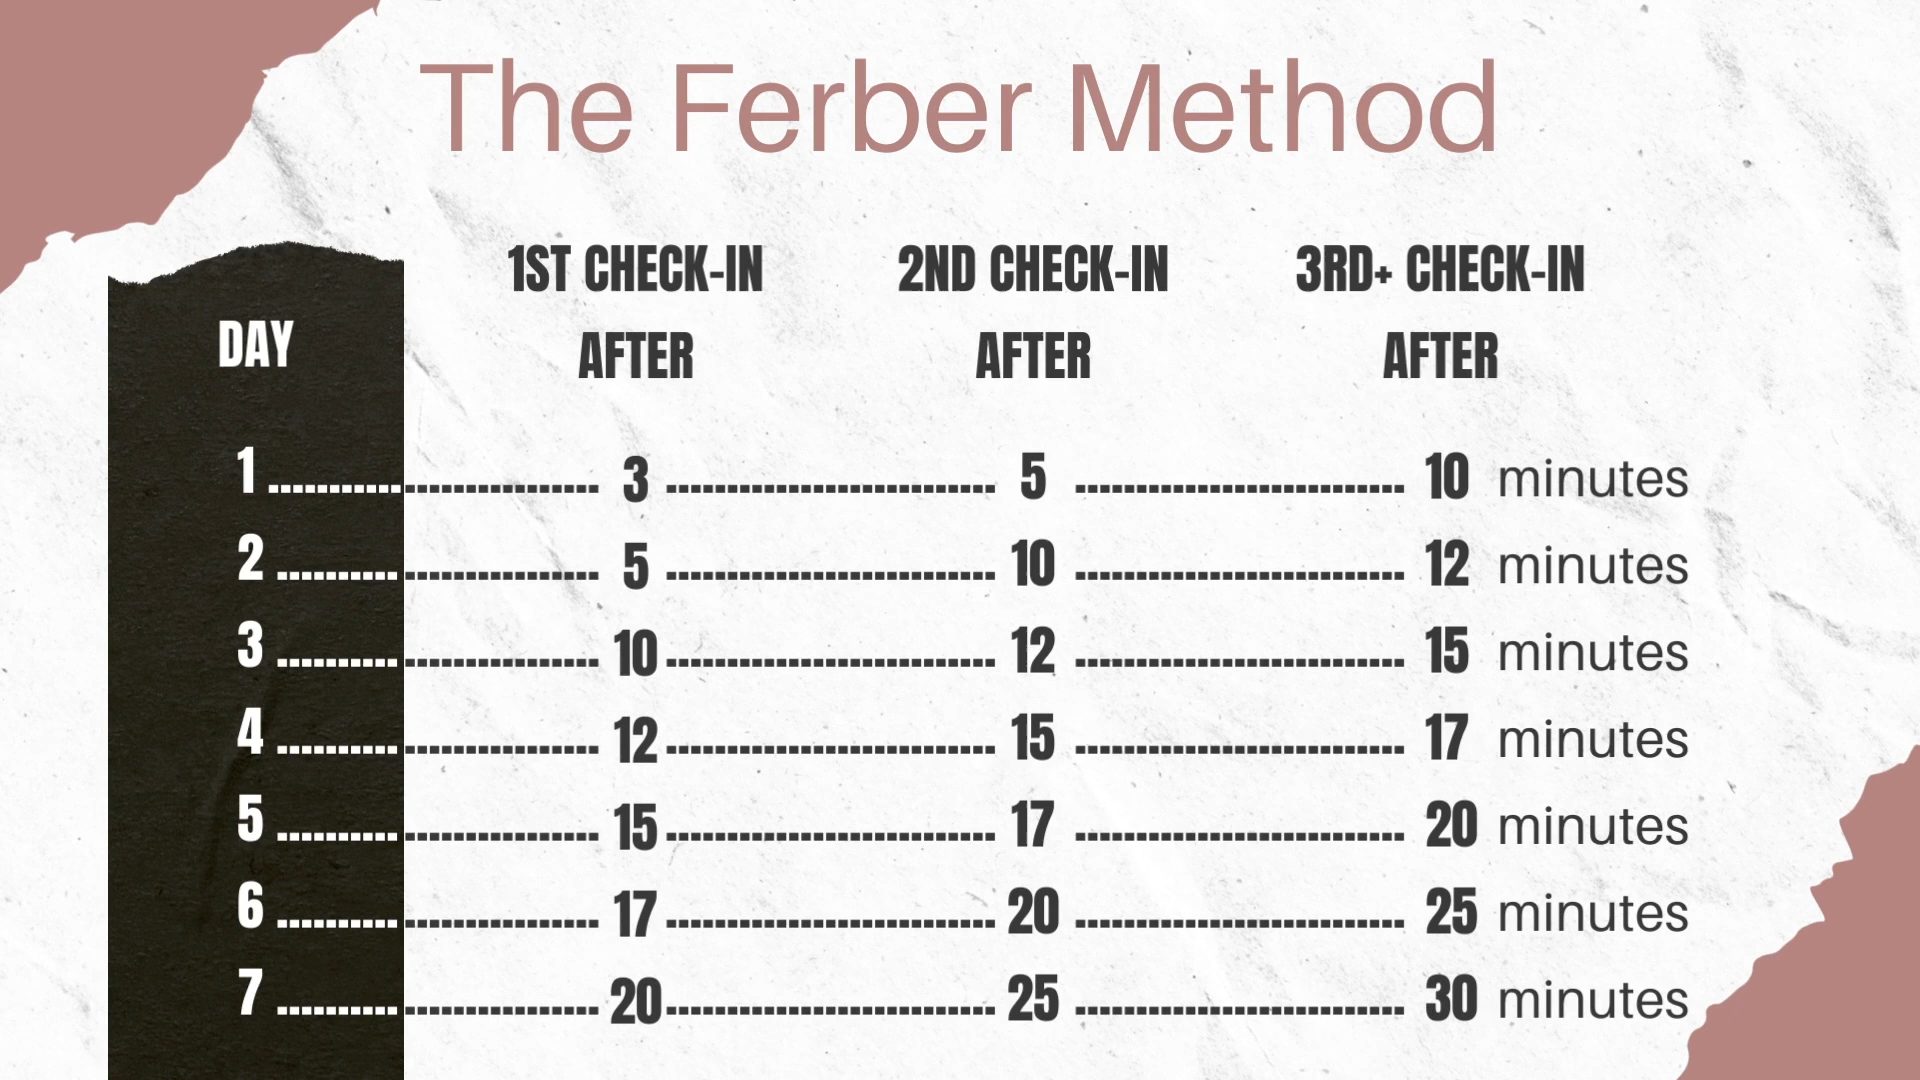 The Ferber Method
DAY 1ST CHECK-IN AFTER 2ND CHECK-IN AFTER 3RD+ CHECK-IN AFTER
1 3 5 10 minutes
2 5 10 12 minutes
3 10 12 15 minutes
4 12 15 17 minutes
5 15 17 20 minutes
6 17 20 25 minutes
7 20 25 30 minutes